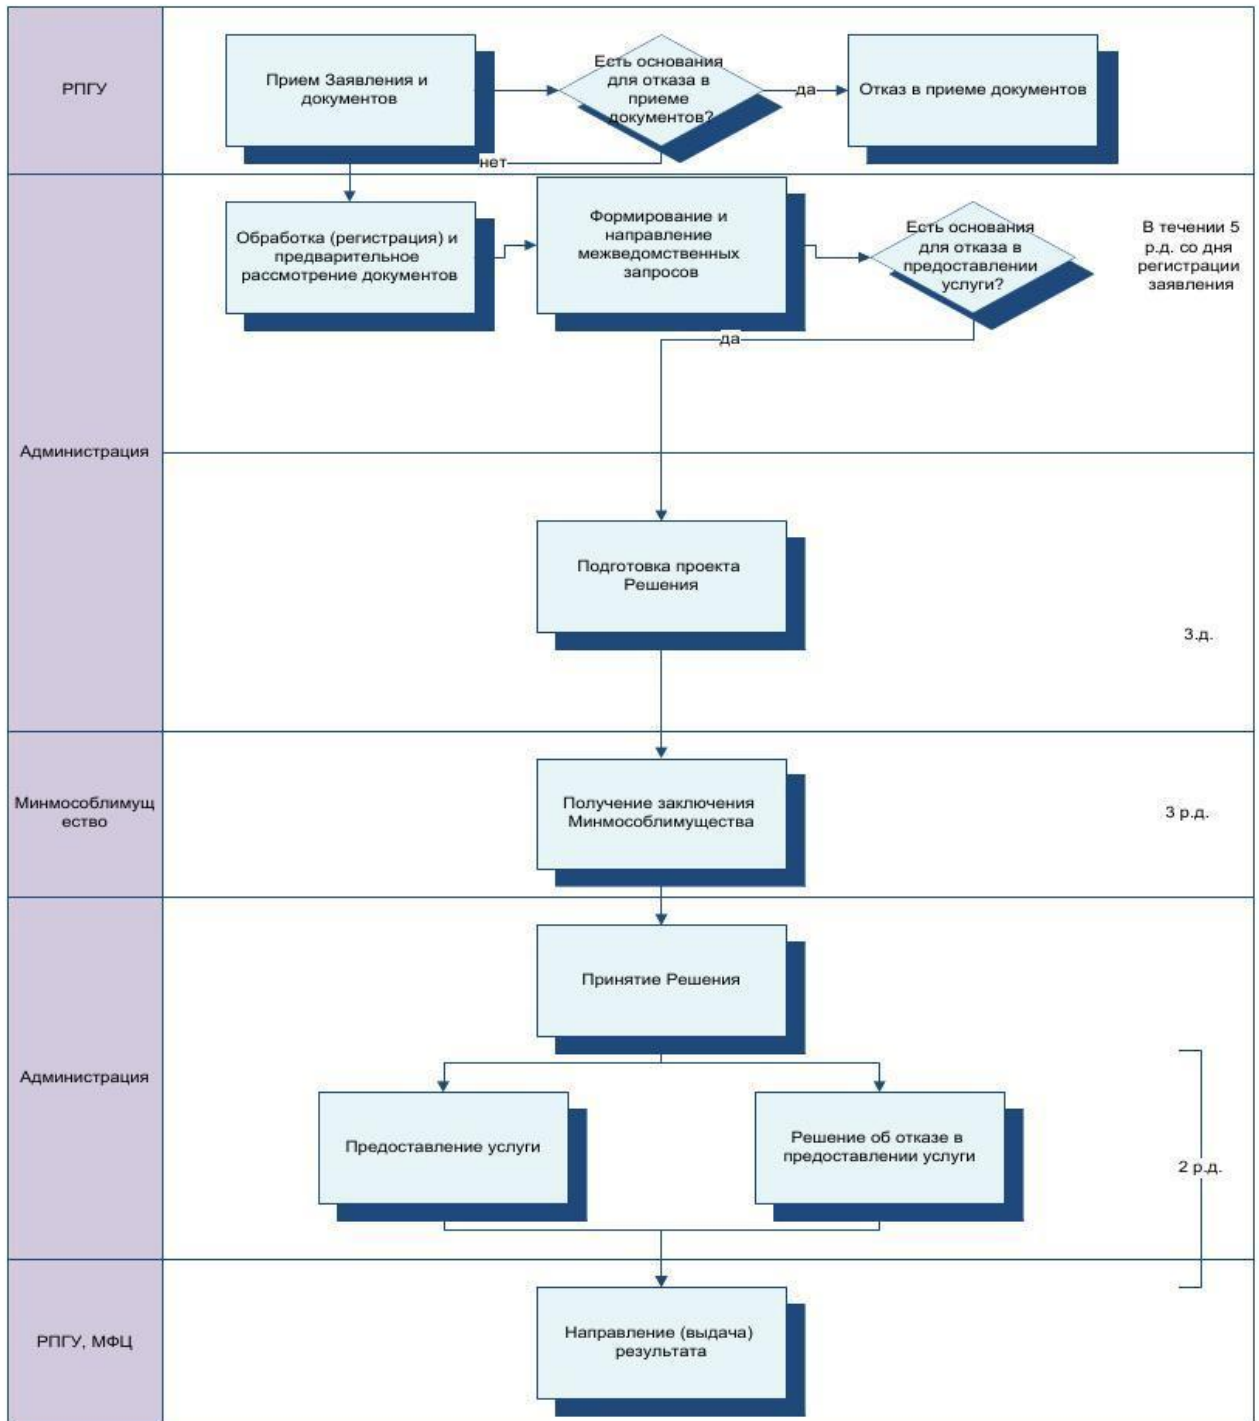 РПГУ
Прием Заявления и
документов
Есть основания
для отказа в
приеме
документов?
да
Отказ в приеме документов
нет
Администрация
Обработка (регистрация) и
предварительное
рассмотрение документов
Формирование и
направление
межведомственных
запросов
Есть основания
для отказа в
предоставлении
услуги?
В течении 5
р.д. со дня
регистрации
заявления
да
Подготовка проекта
Решения
3.д.
Минмособлимущ
ество
Получение заключения
Минмособлимущества
3 р.д.
Администрация
Принятие Решения
Предоставление услуги
Решение об отказе в
предоставлении услуги
2 р.д.
РПГУ, МФЦ
Направление (выдача)
результата